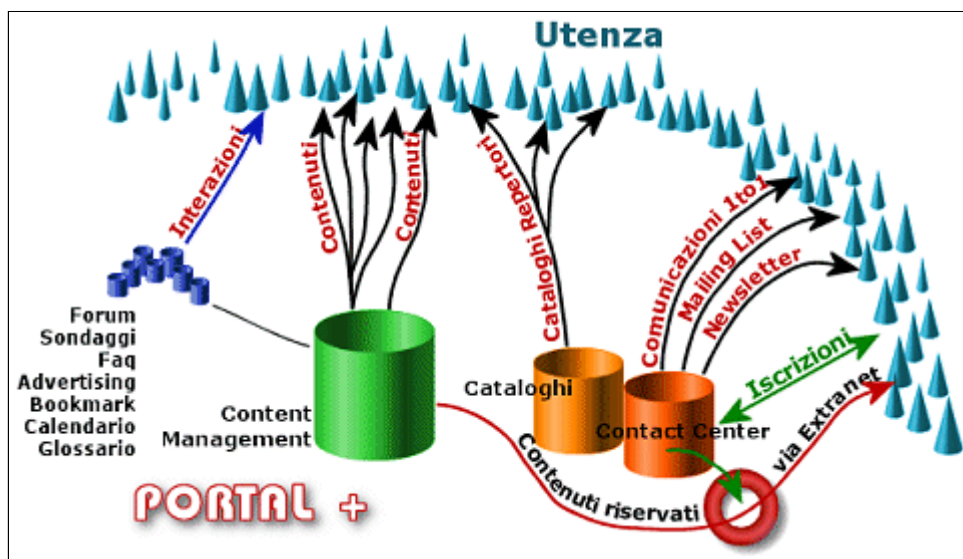 Utenza
Interazioni
Contenuti
Contenuti
Cataloghi Repertori
Comunicazioni 1to1
Mailing List
Newsletter
Iscrizioni
Forum
Sondaggi
Faq
Advertising
Bookmark
Calendario
Glossario
Content
Management
Cataloghi
Contact Center
Contenuti riservati
via Extranet
PORTAL +